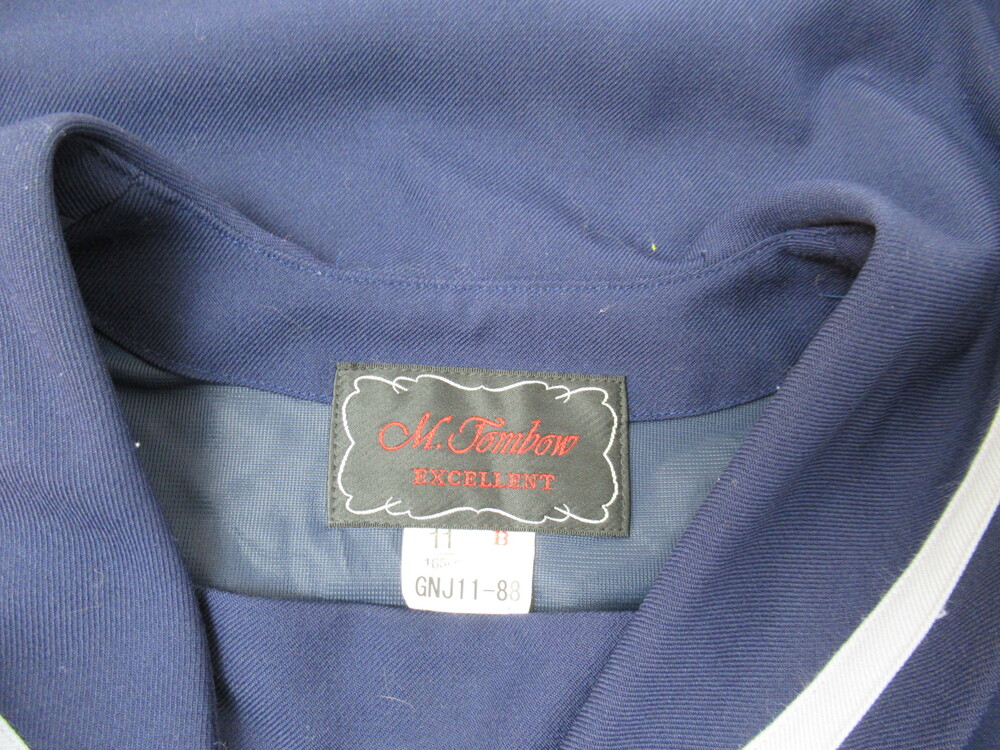 M. Tombow
EXCELLENT
11 B
GNJ11-88